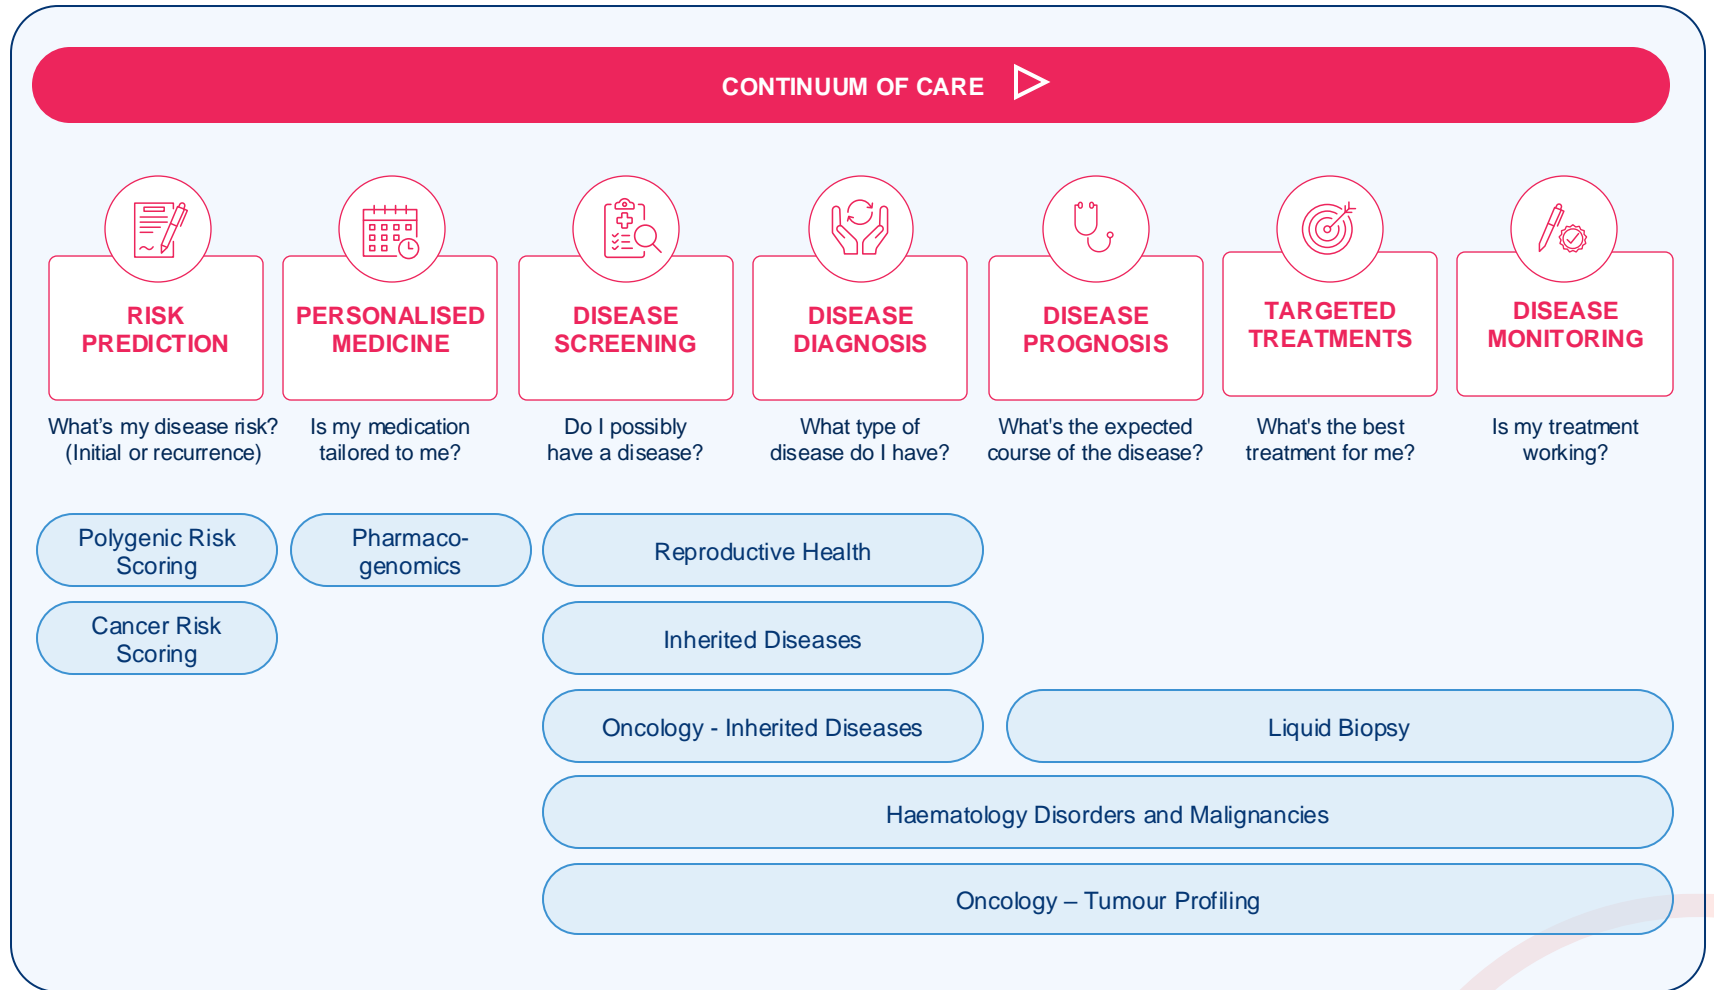 CONTINUUM OF CARE
RISK
PREDICTION
PERSONALISED
MEDICINE
DISEASE
SCREENING
DISEASE
DIAGNOSIS
DISEASE
PROGNOSIS
TARGETED
TREATMENTS
DISEASE
MONITORING
What's my disease risk?
(Initial or recurrence)
Is my medication
tailored to me?
Do I possibly
have a disease?
What type of
disease do I have?
What's the expected
course of the disease?
What's the best
treatment for me?
Is my treatment
working?
Polygenic Risk
Scoring
Pharmaco-
genomics
Reproductive Health
Cancer Risk
Scoring
Inherited Diseases
Oncology - Inherited Diseases
Liquid Biopsy
Haematology Disorders and Malignancies
Oncology – Tumour Profiling